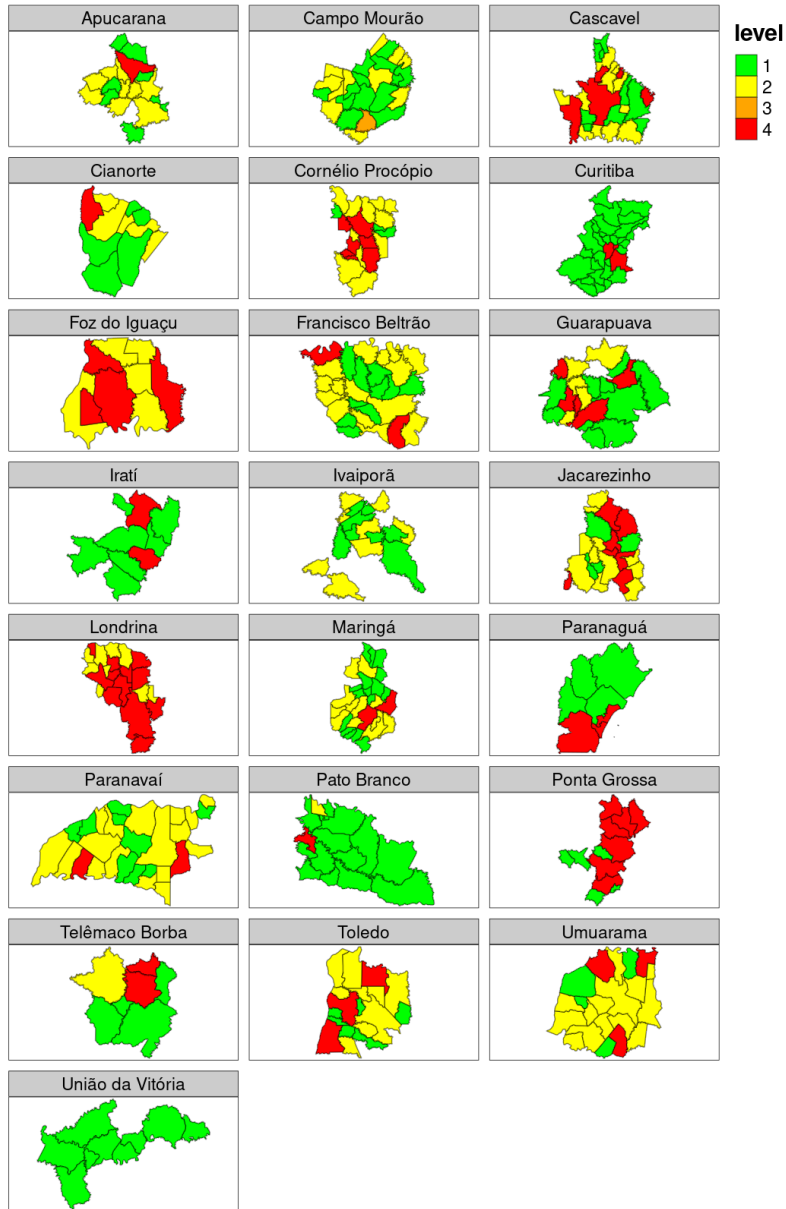 Apucarana
Campo Mourão
Cascavel
level
1
2
3
4
Cianorte
Cornélio Procópio
Curitiba
Foz do Iguaçu
Francisco Beltrão
Guarapuava
Iratí
Ivaiporã
Jacarezinho
Londrina
Maringá
Paranaguá
Paranavaí
Pato Branco
Ponta Grossa
Telêmaco Borba
Toledo
Umuarama
União da Vitória